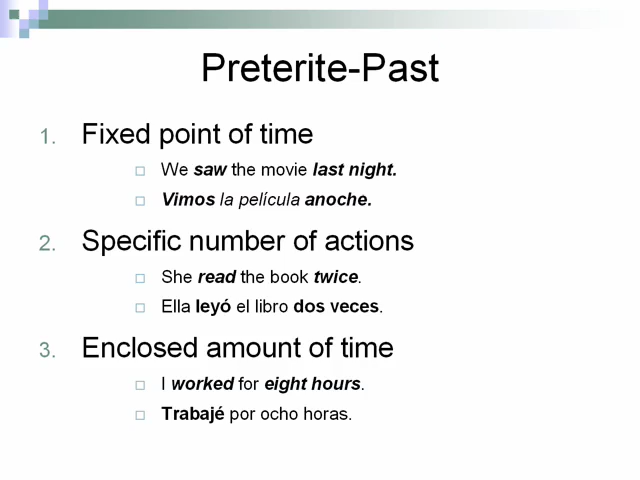 Preterite-Past
1. Fixed point of time
We saw the movie last night.
Vimos la película anoche.
2. Specific number of actions
She read the book twice.
Ella leyó el libro dos veces.
3. Enclosed amount of time
I worked for eight hours.
Trabajé por ocho horas.